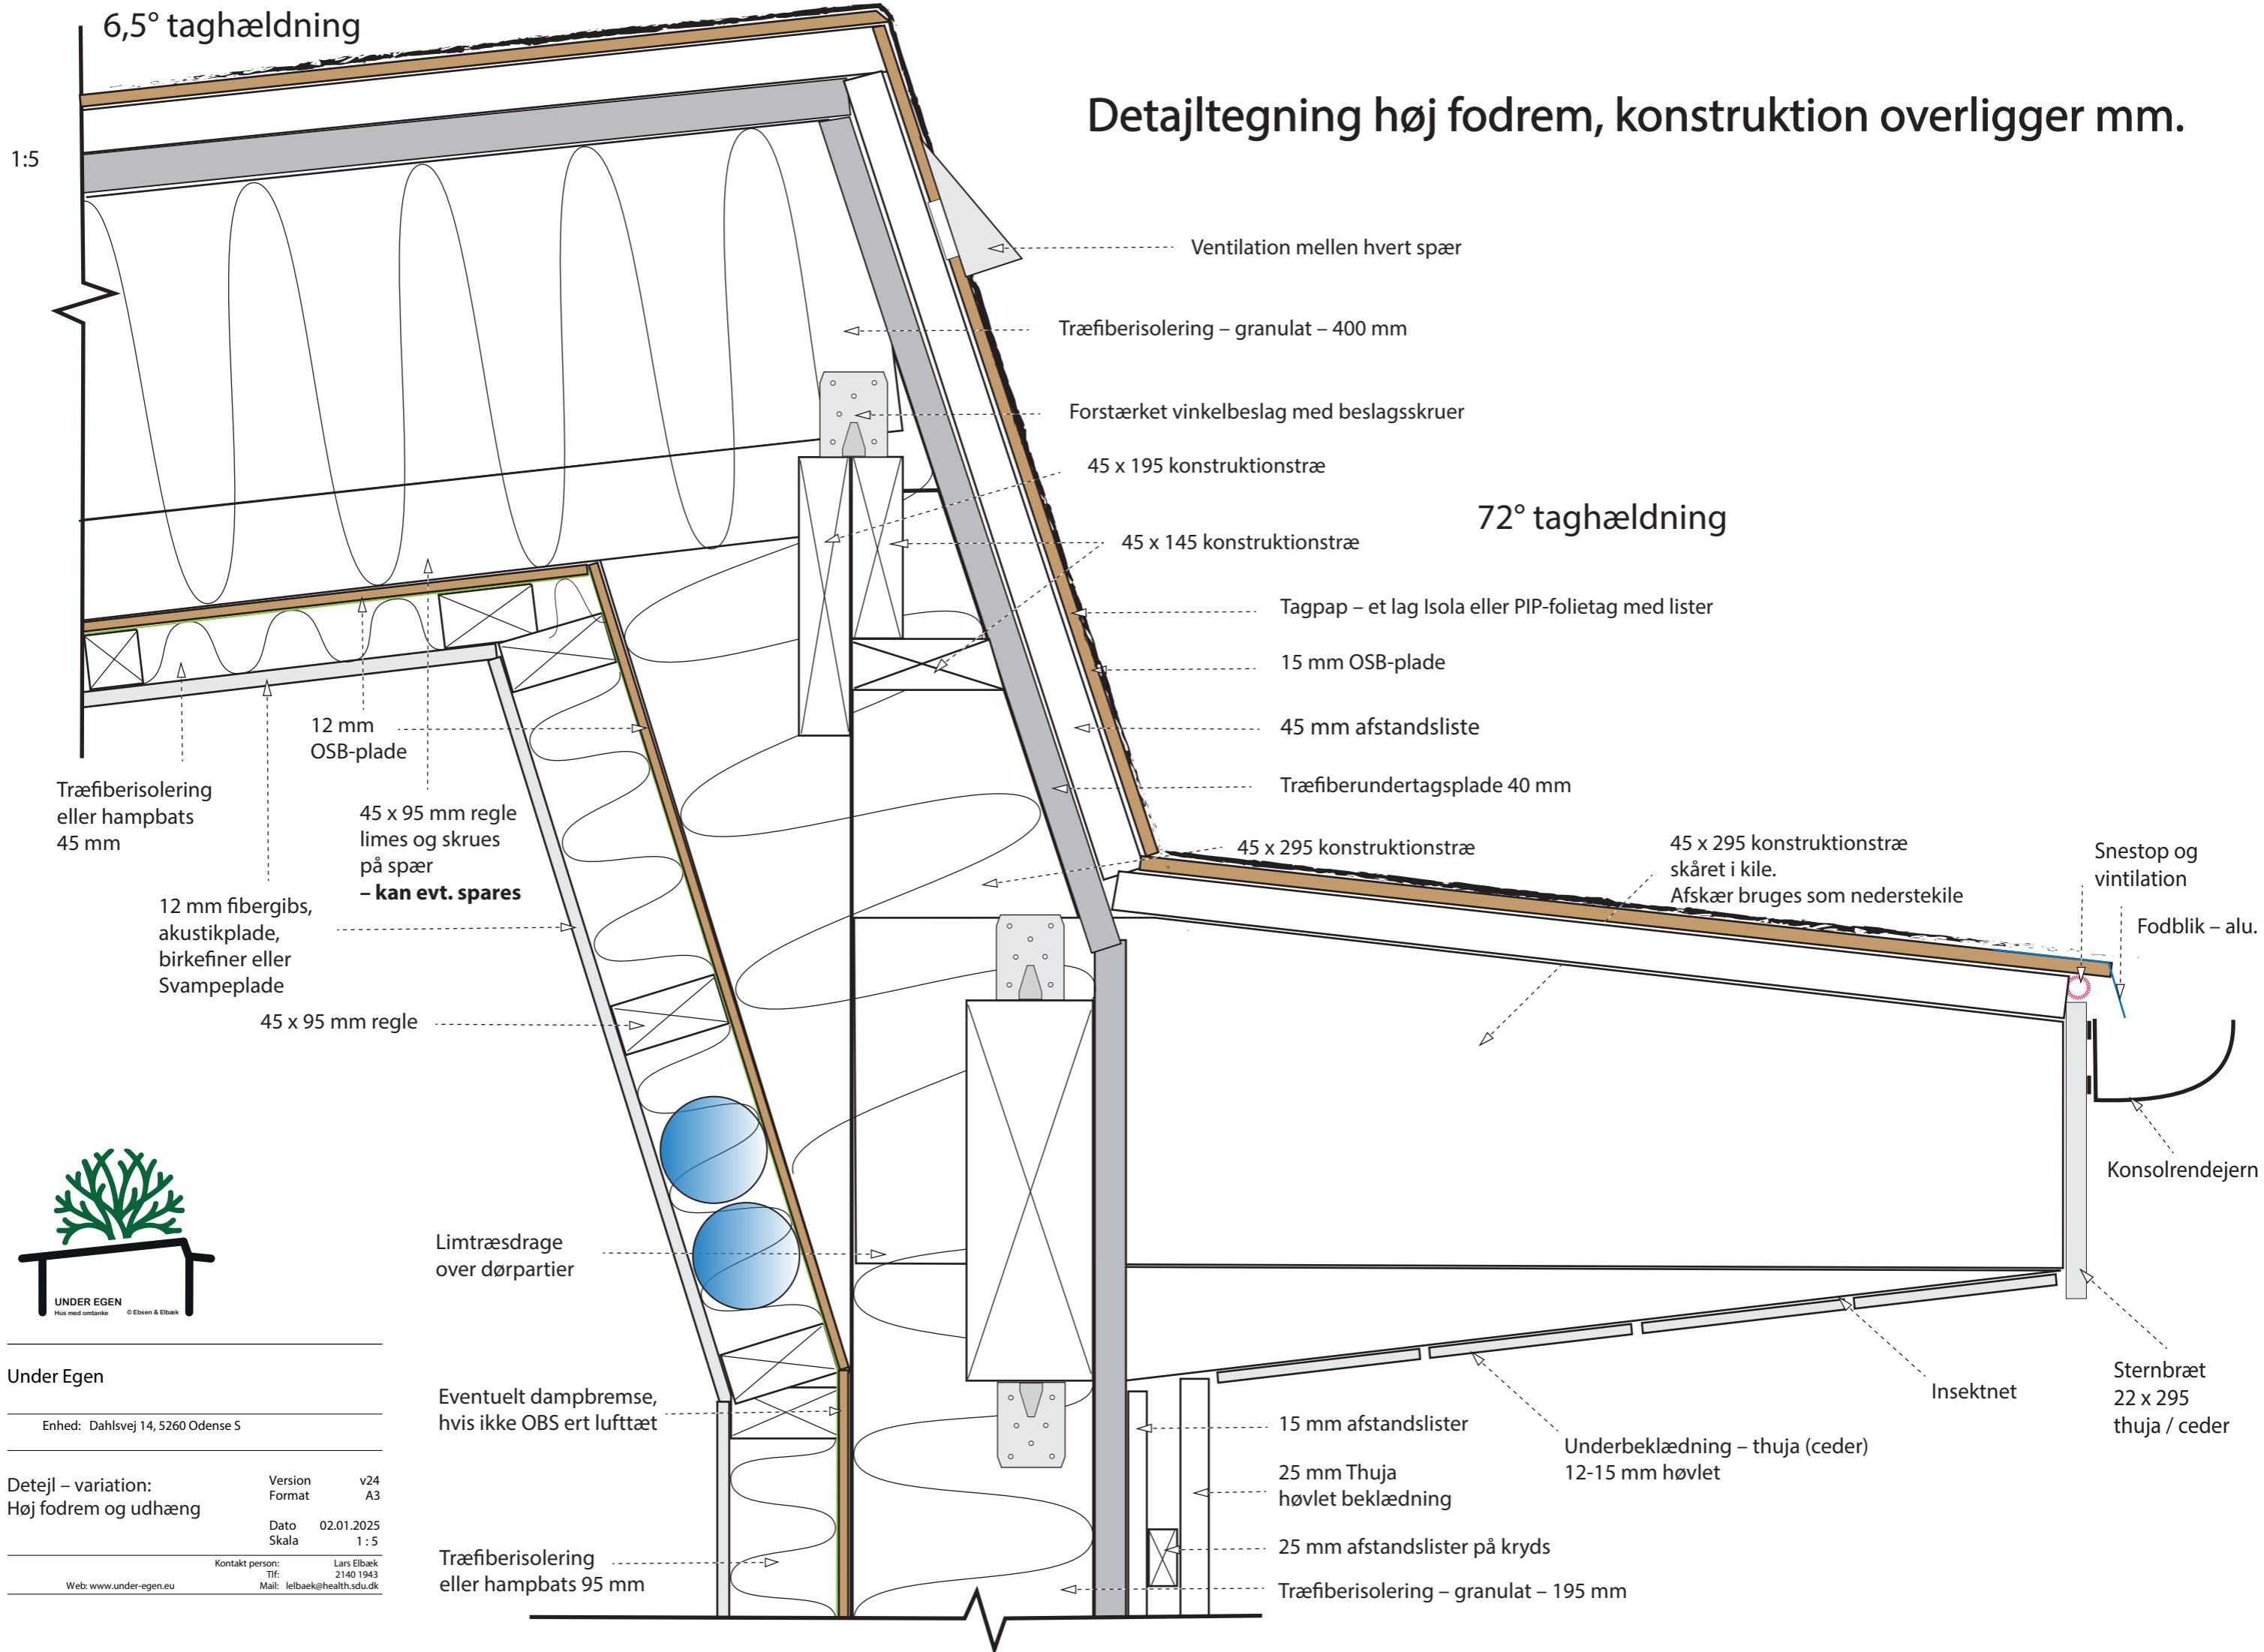 6,5° taghældning
Detajltegning høj fodrem, konstruktion overligger mm.
1:5
Ventilation mellen hvert spær
Træfiberisolering – granulat – 400 mm
Forstærket vinkelbeslag med beslagsskruer
45 x 195 konstruktionstræ
72° taghældning
45 x 145 konstruktionstræ
Tagpap – et lag Isola eller PIP-folietag med lister
15 mm OSB-plade
45 mm afstandsliste
Træfiberundertagsplade 40 mm
45 x 295 konstruktionstræ
45 x 295 konstruktionstræ
skåret i kile.
Afskær bruges som nederstekile
Snestop og
vintilation
Fodblik – alu.
12 mm
OSB-plade
Træfiberisolering
eller hampbats
45 mm
45 x 95 mm regle
limes og skrues
på spær
– kan evt. spares
12 mm fibergibs,
akustikplade,
birkefiner eller
Svampeplade
45 x 95 mm regle
Konsolrendejern
Limtræsdrage
over dørpartier
Eventuelt dampbremse,
hvis ikke OBS ert lufttæt
Træfiberisolering
eller hampbats 95 mm
15 mm afstandslister
25 mm Thuja
høvlet beklædning
25 mm afstandslister på kryds
Træfiberisolering – granulat – 195 mm
Underbeklædning – thuja (ceder)
12-15 mm høvlet
Insektnet
Sternbræt
22 x 295
thuja / ceder
UNDER EGEN
Hus med omtanke © Ebsen & Elbæk
Under Egen
Enhed: Dahlsvej 14, 5260 Odense S
Detejl – variation:
Høj fodrem og udhæng
Version v24
Format A3
Dato 02.01.2025
Skala 1 : 5
Kontakt person: Lars Elbæk
Tlf: 2140 1943
Web: www.under-egen.eu Mail: lelbaek@health.sdu.dk